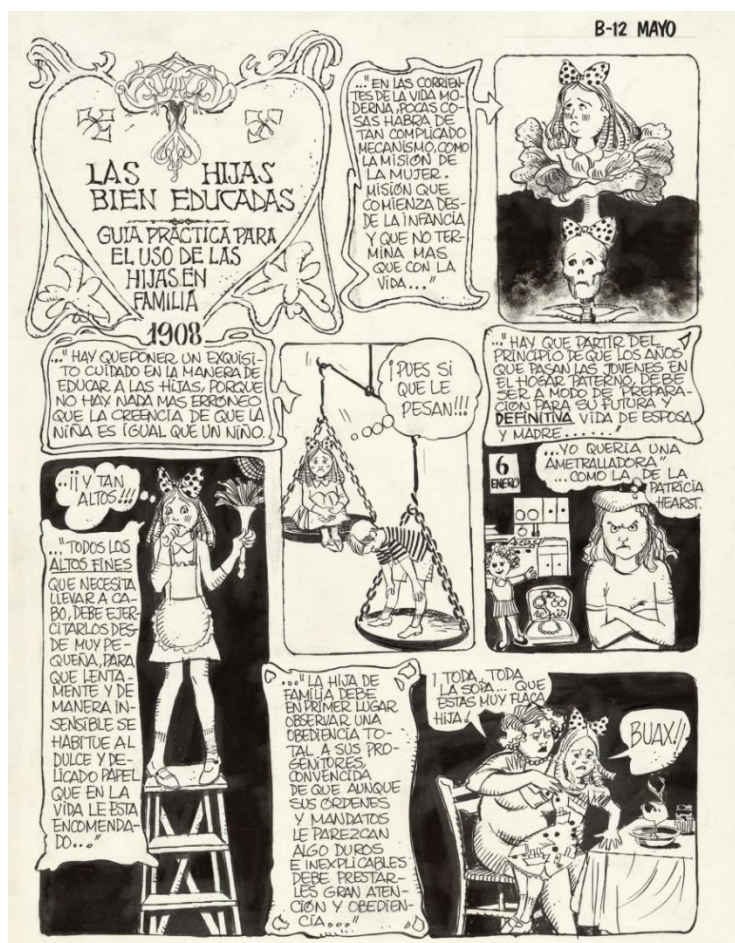 B-12 MAYO
LAS HIJAS
BIEN EDUCADAS
GUIA PRÁCTICA PARA
EL USO DE LAS
HIJAS EN
FAMILIA
1908
..."EN LAS CORRIEN-
TES DE LA VIDA MO-
DERNA, POCAS CO-
SAS HABRA DE
TAN COMPLICADO
MECANISMO, COMO
LA MISIÓN DE
LA MUJER.
MISIÓN QUE
COMIENZA DES-
DE LA INFANCIA
Y QUE NO TER-
MINA MAS
QUE CON LA
VIDA..."
..."HAY QUE PONER UN EXQUISI-
TO CUIDADO EN LA MANERA DE
EDUCAR A LAS HIJAS, PORQUE
NO HAY NADA MAS ERRÓNEO
QUE LA CREENCIA DE QUE LA
NIÑA ES IGUAL QUE UN NIÑO.
¡PUES SI
QUE LE
PESAN!!!
..."HAY QUE PARTIR DEL
PRINCIPIO DE QUE LOS AÑOS
QUE PASAN LAS JOVENES EN
EL HOGAR PATERNO, DEBE
SER A MODO DE PREPARA-
CIÓN PARA SU FUTURA Y
DEFINITIVA VIDA DE ESPOSA
Y MADRE......"
6
ENERO
...YO QUERIA UNA
AMETRALLADORA"
...COMO LA DE LA
PATRICIA
HEARST.
...¡¡Y TAN
ALTOS!!!
..."TODOS LOS
ALTOS FINES
QUE NECESITA
LLEVAR A CA-
BO, DEBE EJER-
CITARLOS DES-
DE MUY PE-
QUEÑA, PARA
QUE LENTA-
MENTE Y DE
MANERA IN-
SENSIBLE SE
HABITUE AL
DULCE Y DE-
LICADO PAPEL
QUE EN LA
VIDA LE ESTA
ENCOMENDA-
DO..."
..."LA HIJA DE
FAMILIA DEBE
EN PRIMER LUGAR
OBSERVAR UNA
OBEDIENCIA TO-
TAL A SUS PRO-
GENITORES,
CONVENCIDA
DE QUE AUNQUE
SUS ÓRDENES
Y MANDATOS
LE PAREZCAN
ALGO DUROS
E INEXPLICABLES
DEBE PRESTAR-
LES GRAN ATEN-
CIÓN Y OBEDIEN-
CIA..."
¡TODA, TODA
LA SOPA... QUE
ESTAS MUY FLACA
HIJA!
BUAX!!